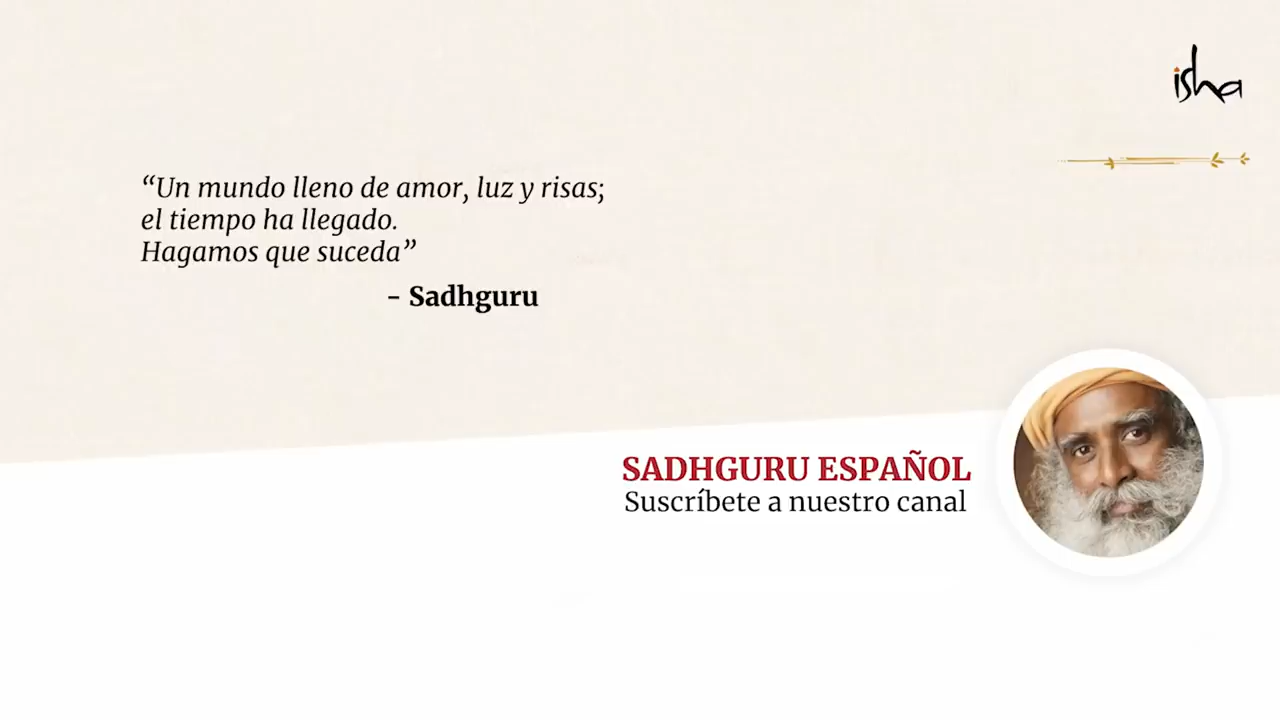 isha
“Un mundo lleno de amor, luz y risas;
el tiempo ha llegado.
Hagamos que suceda”
- Sadhguru
SADHGURU ESPAÑOL
Suscríbete a nuestro canal